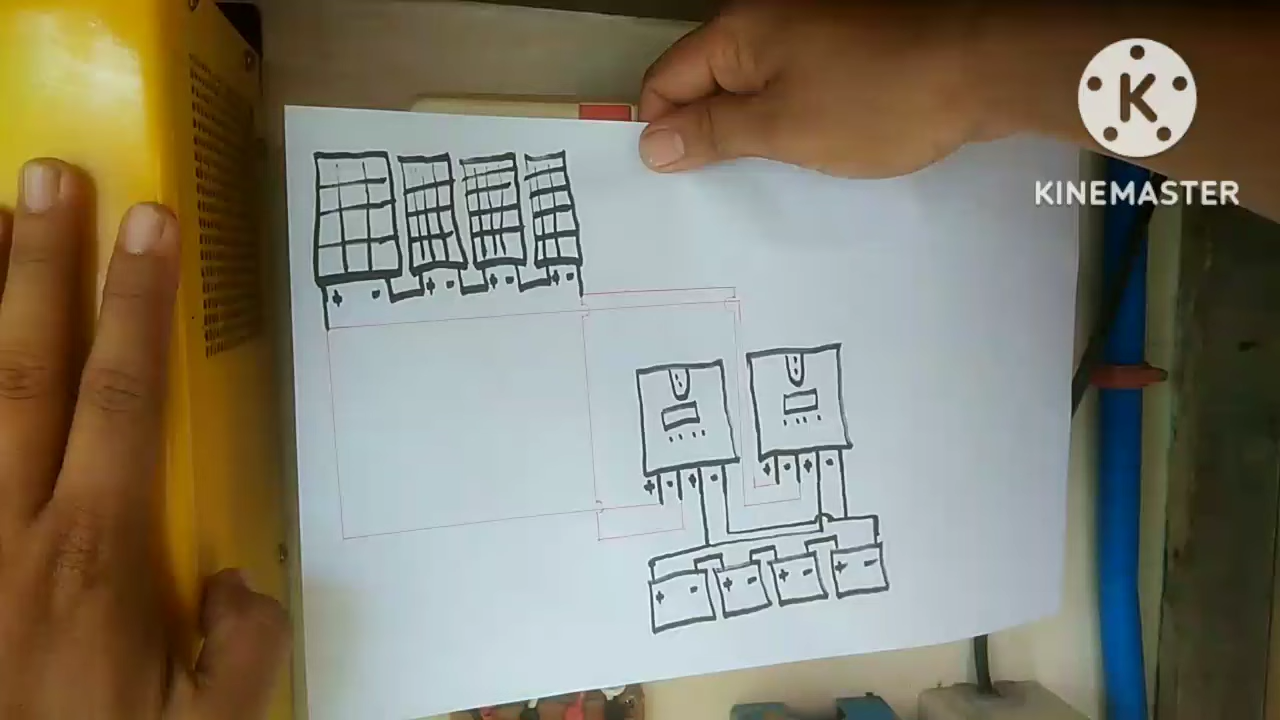 K
KINEMASTER
+ - + - + - + -
+ - + - + - + -
+ - + - + - + -